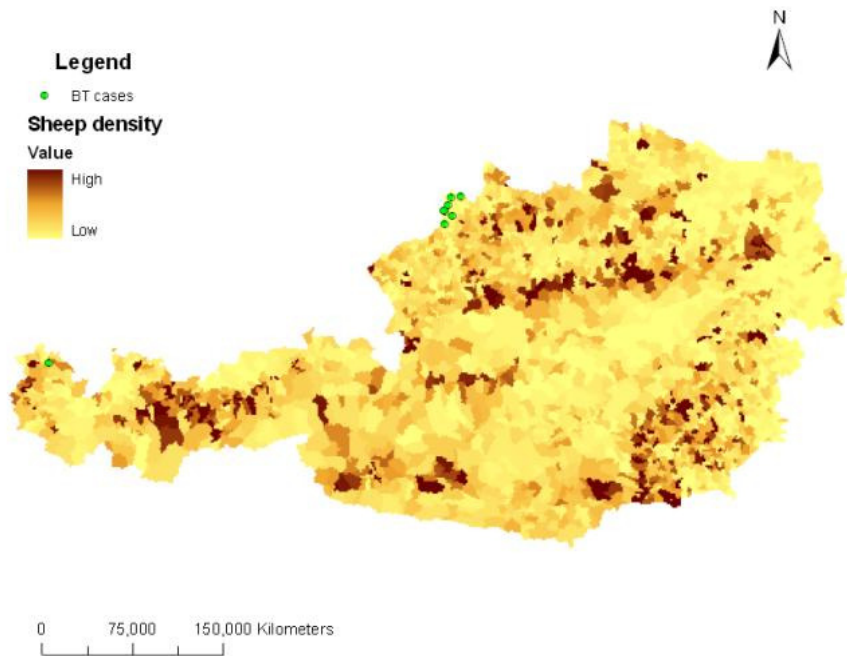 N
Legend
BT cases
Sheep density
Value
High
Low
0 75,000 150,000 Kilometers